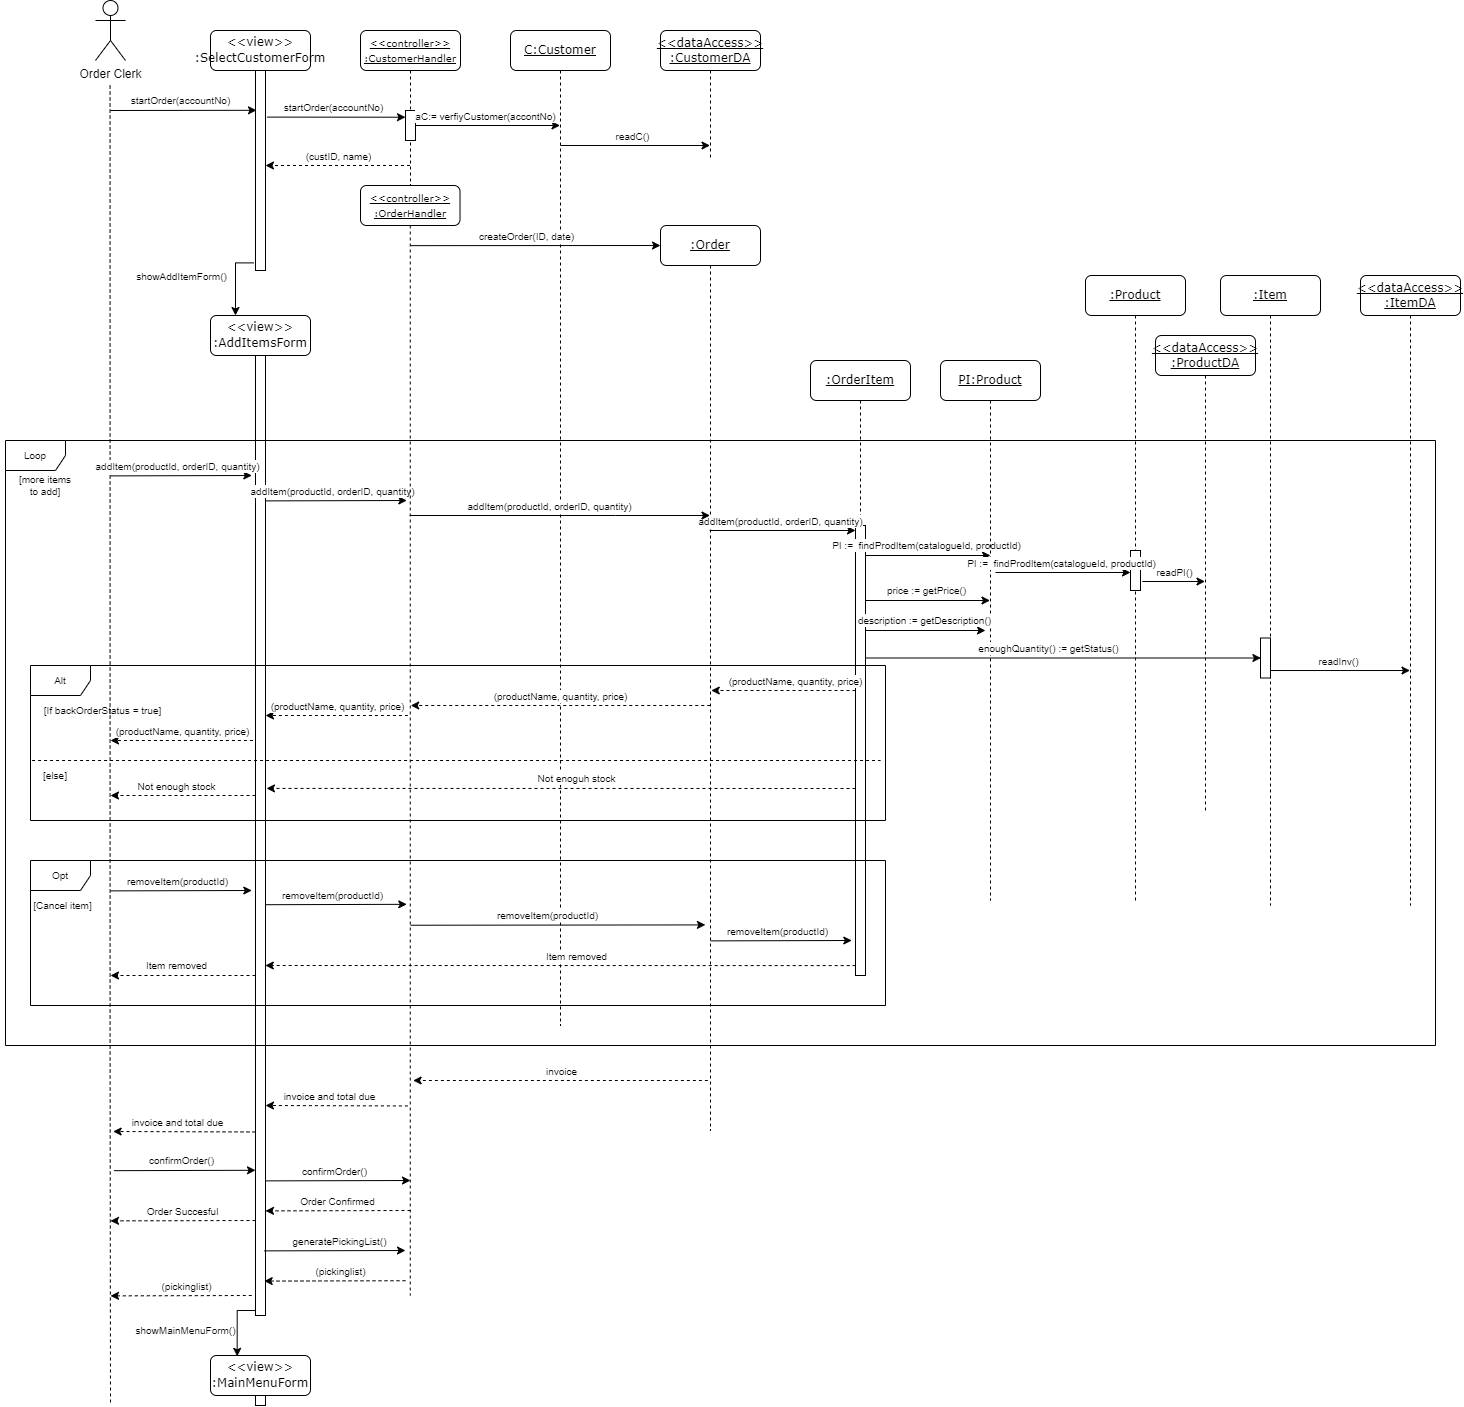 Order Clerk
<<view>>
:SelectCustomerForm
<<controller>>
:CustomerHandler
C:Customer
<<dataAccess>>
:CustomerDA
startOrder(accountNo)
startOrder(accountNo)
aC:= verfiyCustomer(accontNo)
readC()
(custID, name)
<<controller>>
:OrderHandler
createOrder(ID, date)
:Order
showAddItemForm()
:Product
:Item
<<dataAccess>>
:ItemDA
<<view>>
:AddItemsForm
<<dataAccess>>
:ProductDA
:OrderItem
PI:Product
Loop
[more items
to add]
addItem(productId, orderID, quantity)
addItem(productId, orderID, quantity)
addItem(productId, orderID, quantity)
addItem(productId, orderID, quantity)
PI := findProdItem(catalogueId, productId)
PI := findProdItem(catalogueId, productId)
readPI()
price := getPrice()
description := getDescription()
enoughQuantity() := getStatus()
readInv()
Alt
(productName, quantity, price)
(productName, quantity, price)
(productName, quantity, price)
[If backOrderStatus = true]
(productName, quantity, price)
[else]
Not enoguh stock
Not enough stock
Opt
removeItem(productId)
removeItem(productId)
[Cancel item]
removeItem(productId)
removeItem(productId)
Item removed
Item removed
invoice
invoice and total due
invoice and total due
confirmOrder()
confirmOrder()
Order Confirmed
Order Succesful
generatePickingList()
(pickinglist)
(pickinglist)
showMainMenuForm()
<<view>>
:MainMenuForm